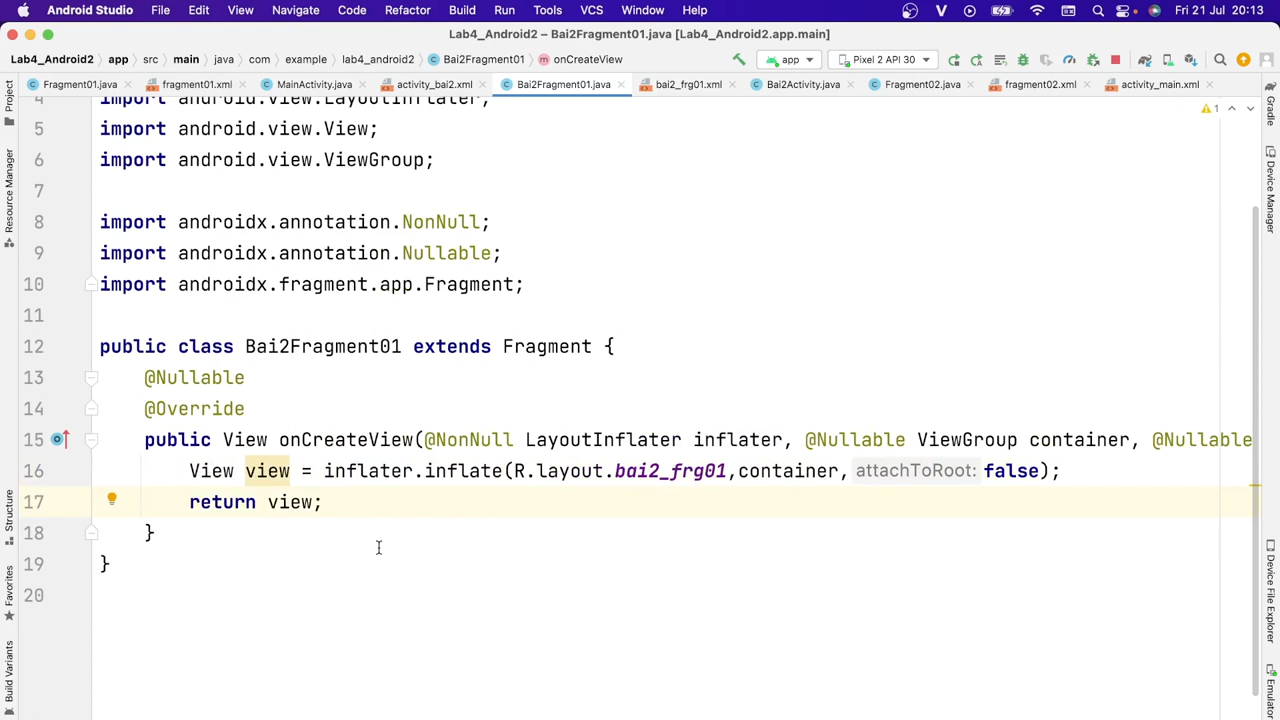 Android Studio File Edit View Navigate Code Refactor Build Run Tools VCS Window Help Fri 21 Jul 20:13
Lab4_Android2 – Bai2Fragment01.java [Lab4_Android2.app.main]
Lab4_Android2 app src main java com example lab4_android2 Bai2Fragment01 onCreateView app Pixel 2 API 30
Fragment01.java fragment01.xml MainActivity.java activity_bai2.xml Bai2Fragment01.java bai2_frg01.xml Bai2Activity.java Fragment02.java fragment02.xml activity_main.xml
4 import android.view.LayoutInflater; 1
5 import android.view.View;
6 import android.view.ViewGroup;
7
8 import androidx.annotation.NonNull;
9 import androidx.annotation.Nullable;
10 import androidx.fragment.app.Fragment;
11
12 public class Bai2Fragment01 extends Fragment {
13 @Nullable
14 @Override
15 public View onCreateView(@NonNull LayoutInflater inflater, @Nullable ViewGroup container, @Nullable
16 View view = inflater.inflate(R.layout.bai2_frg01,container, attachToRoot: false);
17 return view;
18 }
19 }
20
Project
Resource Manager
Structure
Favorites
Build Variants
Gradle
Device Manager
Device File Explorer
Emulator